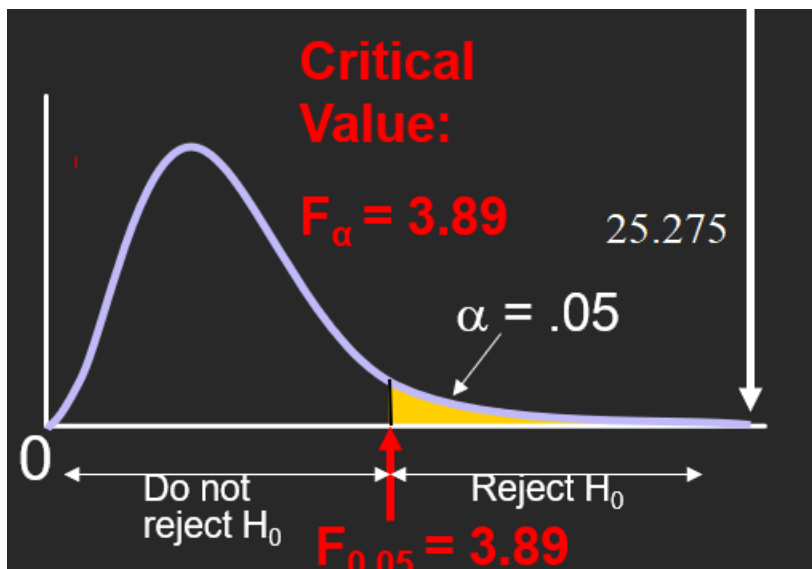 Critical
Value:
Fα = 3.89
25.275
α = .05
0
Do not
reject H0
Reject H0
F0.05 = 3.89